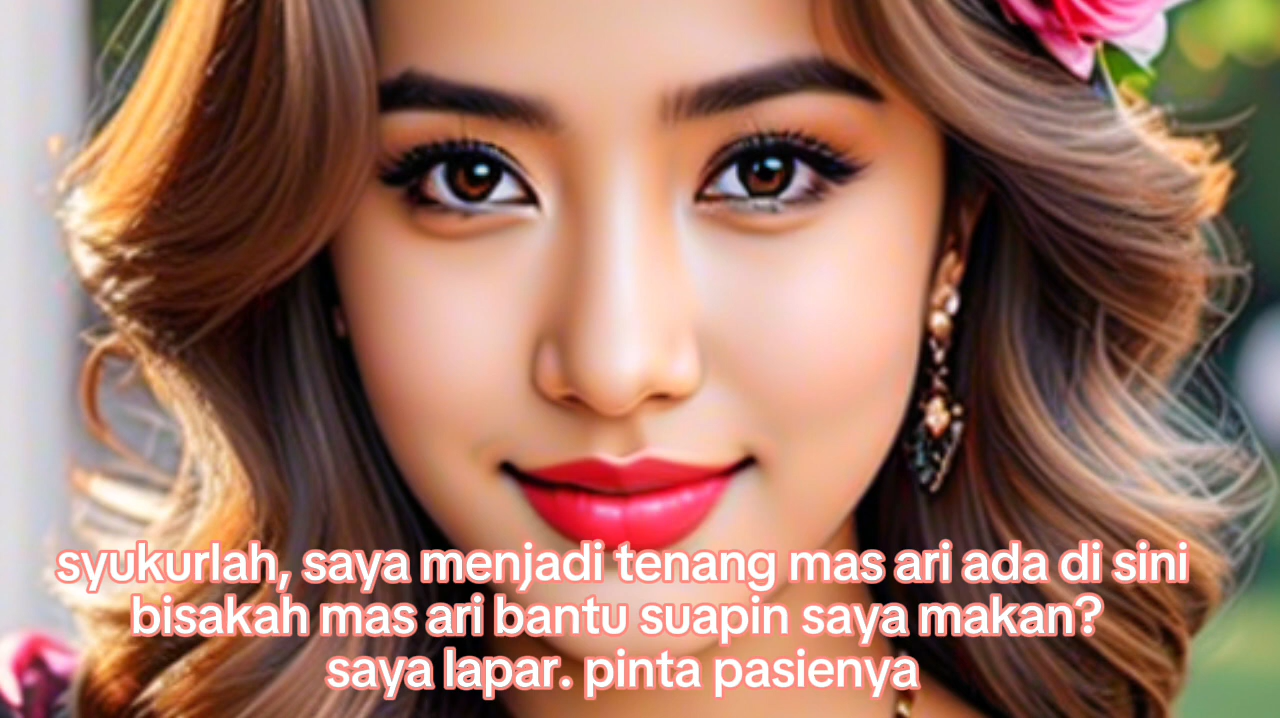 syukurlah, saya menjadi tenang mas ari ada di sini
bisakah mas ari bantu suapin saya makan?
saya lapar. pinta pasienya